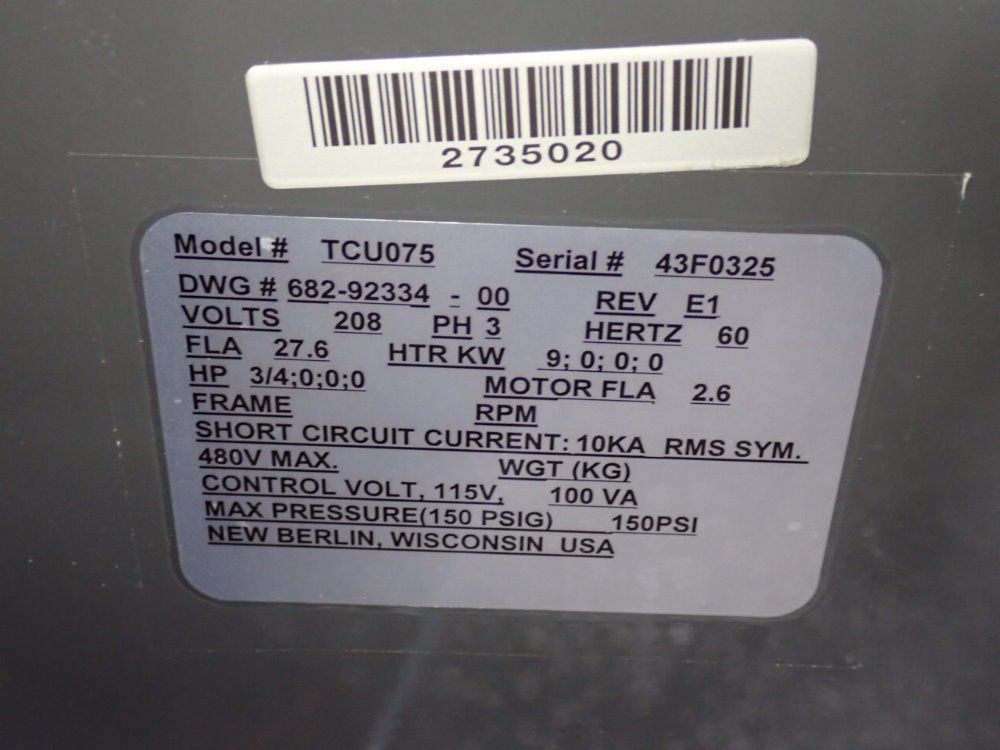 2735020
Model # TCU075 Serial # 43F0325
DWG # 682-92334 - 00 REV E1
VOLTS 208 PH 3 HERTZ 60
FLA 27.6 HTR KW 9; 0; 0; 0
HP 3/4;0;0;0 MOTOR FLA 2.6
FRAME RPM
SHORT CIRCUIT CURRENT: 10KA RMS SYM.
480V MAX. WGT (KG)
CONTROL VOLT, 115V, 100 VA
MAX PRESSURE(150 PSIG) 150PSI
NEW BERLIN, WISCONSIN USA